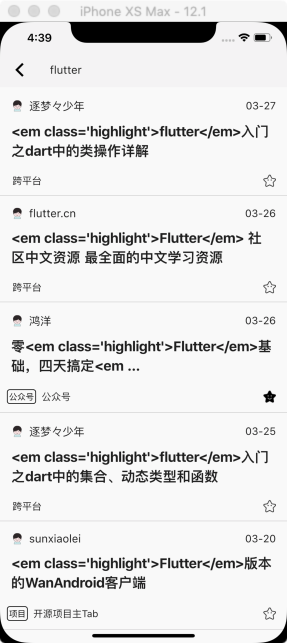 iPhone XS Max - 12.1
4:39
flutter
逐梦々少年 03-27
<em class='highlight'>flutter</em>入门
之dart中的类操作详解
跨平台
flutter.cn 03-26
<em class='highlight'>Flutter</em> 社
区中文资源 最全面的中文学习资源
跨平台
鸿洋 03-26
零<em class='highlight'>Flutter</em>基
础，四天搞定<em ...
公众号 公众号
逐梦々少年 03-25
<em class='highlight'>flutter</em>入门
之dart中的集合、动态类型和函数
跨平台
sunxiaolei 03-20
<em class='highlight'>Flutter</em>版本
的WanAndroid客户端
项目 开源项目主Tab